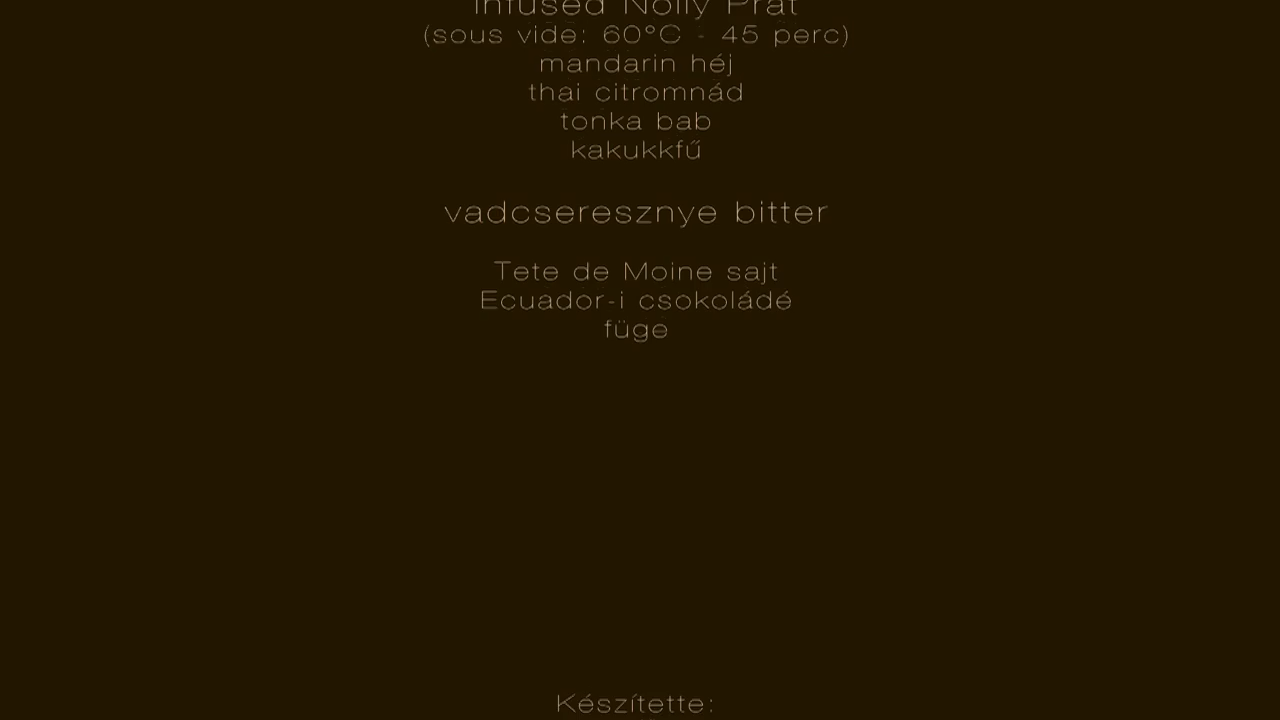 infused Noily Prat
(sous vide: 60°C - 45 perc)
mandarin héj
thai citromnád
tonka bab
kakukkfű
vadcseresznye bitter
Tete de Moine sajt
Ecuador-i csokoládé
füge
Készítette: